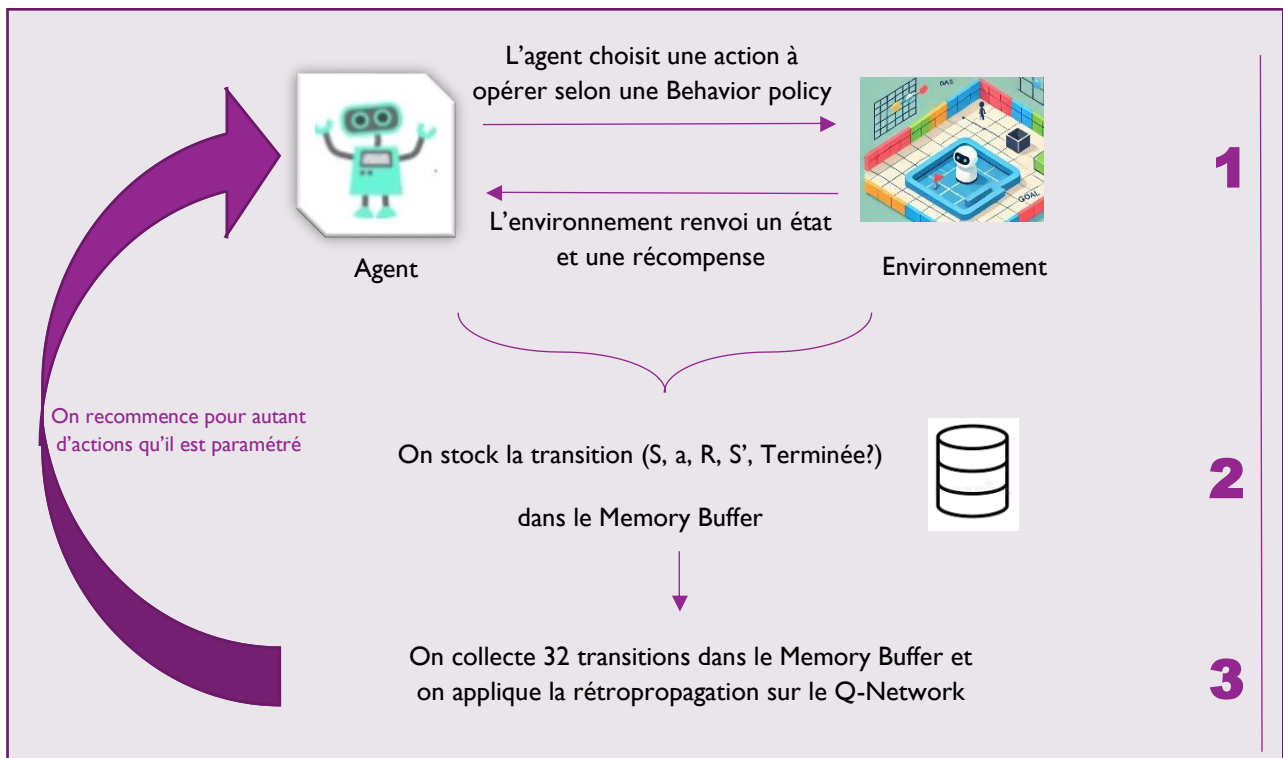 L'agent choisit une action à
opérer selon une Behavior policy
GOAL
L'environnement renvoi un état
et une récompense
Agent
Environnement
1
On recommence pour autant
d'actions qu'il est paramétré
On stock la transition (S, a, R, S', Terminée?)
dans le Memory Buffer
2
On collecte 32 transitions dans le Memory Buffer et
on applique la rétropropagation sur le Q-Network
3